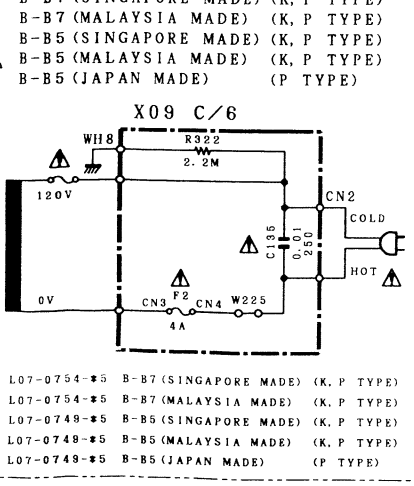 B-B7(MALAYSIA MADE) (K, P TYPE)
B-B5(SINGAPORE MADE) (K, P TYPE)
B-B5(MALAYSIA MADE) (K, P TYPE)
B-B5(JAPAN MADE) (P TYPE)
X09 C/6
WH8
R322
2.2M
120V
CN2
COLD
C135
0.01
250
HOT
F2
0V
CN3
CN4
W225
4A
L07-0754-*5 B-B7(SINGAPORE MADE) (K, P TYPE)
L07-0754-*5 B-B7(MALAYSIA MADE) (K, P TYPE)
L07-0749-*5 B-B5(SINGAPORE MADE) (K, P TYPE)
L07-0749-*5 B-B5(MALAYSIA MADE) (K, P TYPE)
L07-0749-*5 B-B5(JAPAN MADE) (P TYPE)